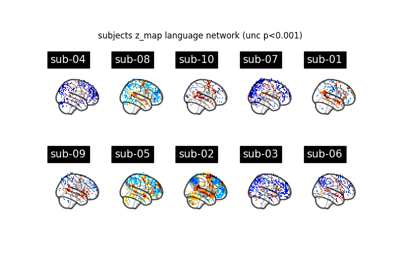 subjects z_map language network (unc p<0.001)
sub-04 sub-08 sub-10 sub-07 sub-01
sub-09 sub-05 sub-02 sub-03 sub-06